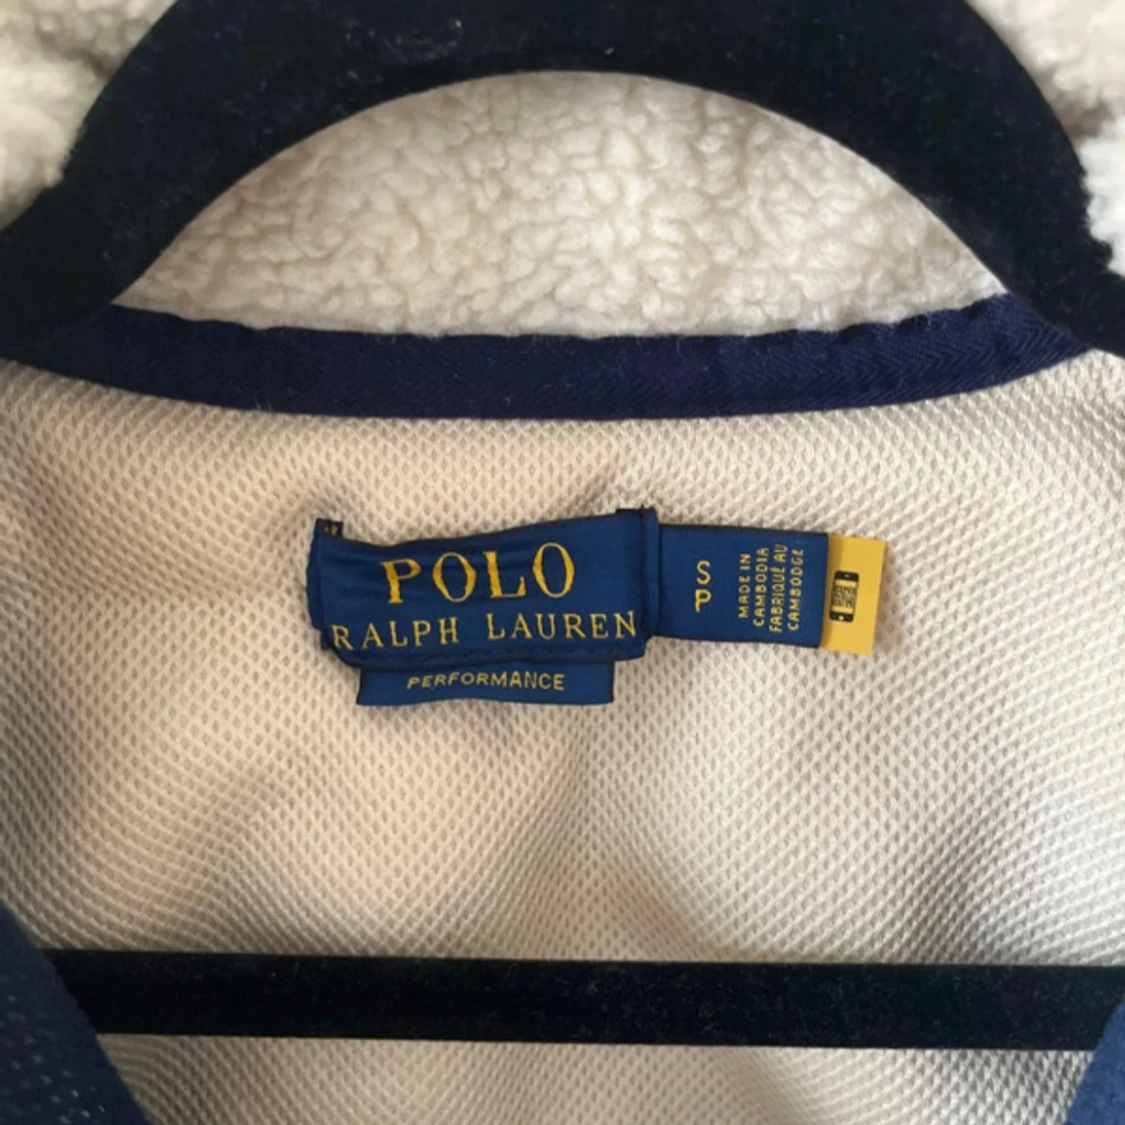 POLO
RALPH LAUREN
PERFORMANCE
S
P
MADE IN
CAMBODIA
FABRIQUÉ AU
CAMBODGE